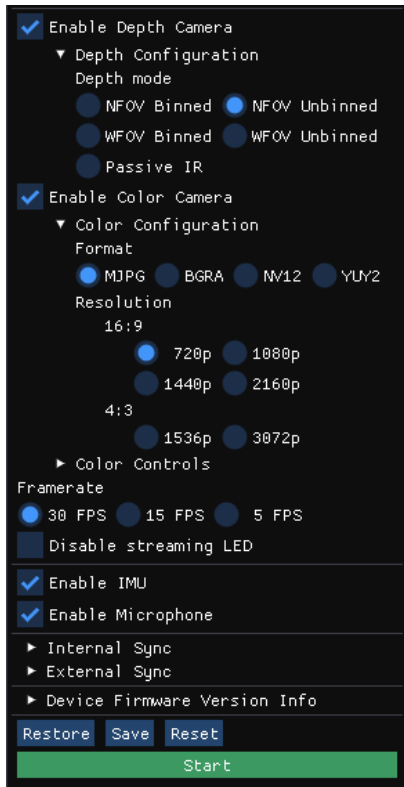 Enable Depth Camera
Depth Configuration
Depth mode
NFOV Binned NFOV Unbinned
WFOV Binned WFOV Unbinned
Passive IR
Enable Color Camera
Color Configuration
Format
MJPG BGRA NV12 YUY2
Resolution
16:9
720p 1080p
1440p 2160p
4:3
1536p 3072p
Color Controls
Framerate
30 FPS 15 FPS 5 FPS
Disable streaming LED
Enable IMU
Enable Microphone
Internal Sync
External Sync
Device Firmware Version Info
Restore Save Reset
Start